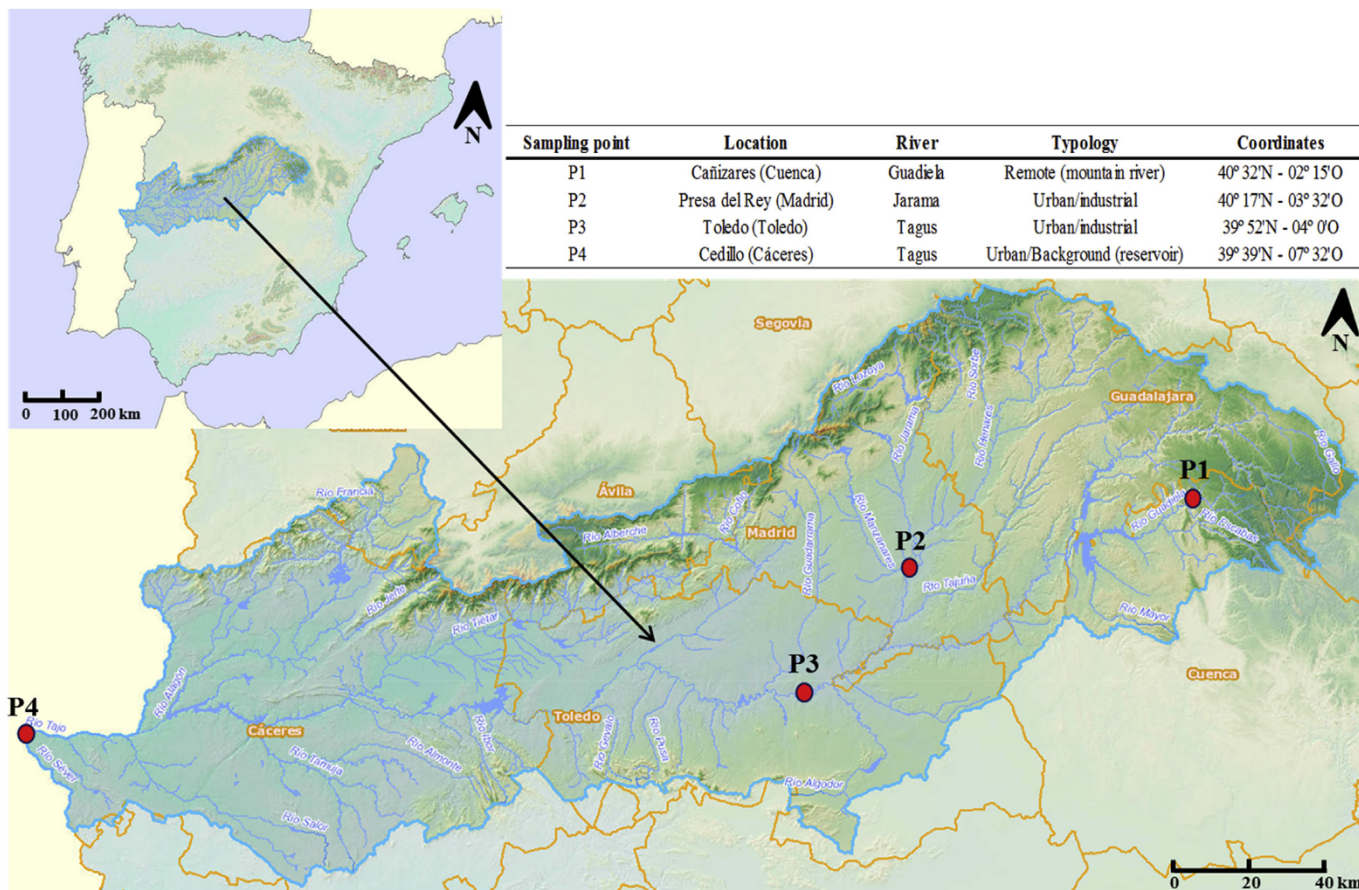 N
0 100 200 km
Sampling point Location River Typology Coordinates
P1 Cañizares (Cuenca) Guadiela Remote (mountain river) 40º 32'N - 02º 15'O
P2 Presa del Rey (Madrid) Jarama Urban/industrial 40º 17'N - 03º 32'O
P3 Toledo (Toledo) Tagus Urban/industrial 39º 52'N - 04º 0'O
P4 Cedillo (Cáceres) Tagus Urban/Background (reservoir) 39º 39'N - 07º 32'O
N
Segovia
Río Lozoya
Río Sorbe
Río Jarama
Río Henares
Guadalajara
Río Gallo
P1
Río Guadiela
Río Escabas
Río Francia
Ávila
Río Alberche
Río Cofio
Madrid
Río Guadarrama
Río Manzanares
P2
Río Tajuña
Río Mayor
Río Jerte
Río Tiétar
Cuenca
P3
Río Alagón
P4
Río Tajo
Río Sever
Cáceres
Toledo
Río Ibor
Río Gévalo
Río Pusa
Río Tamuja
Río Almonte
Río Algodor
Río Salor
0 20 40 km